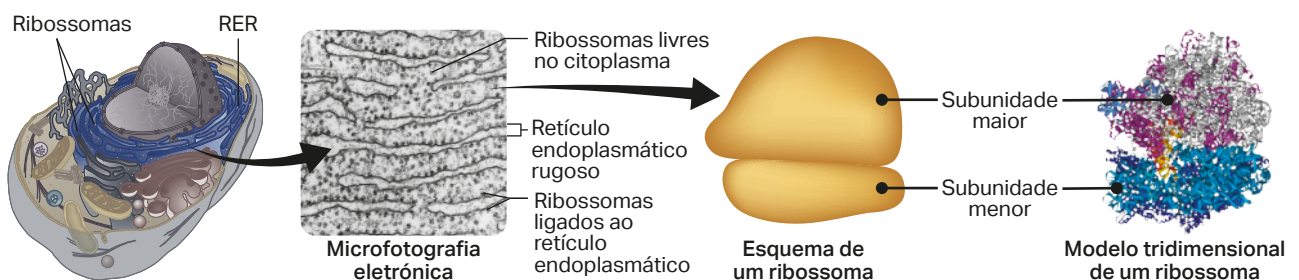 Ribossomas
RER
Ribossomas livres
no citoplasma
Retículo
endoplasmático
rugoso
Ribossomas
ligados ao
retículo
endoplasmático
Microfotografia
eletrónica
Subunidade
maior
Subunidade
menor
Esquema de
um ribossoma
Modelo tridimensional
de um ribossoma